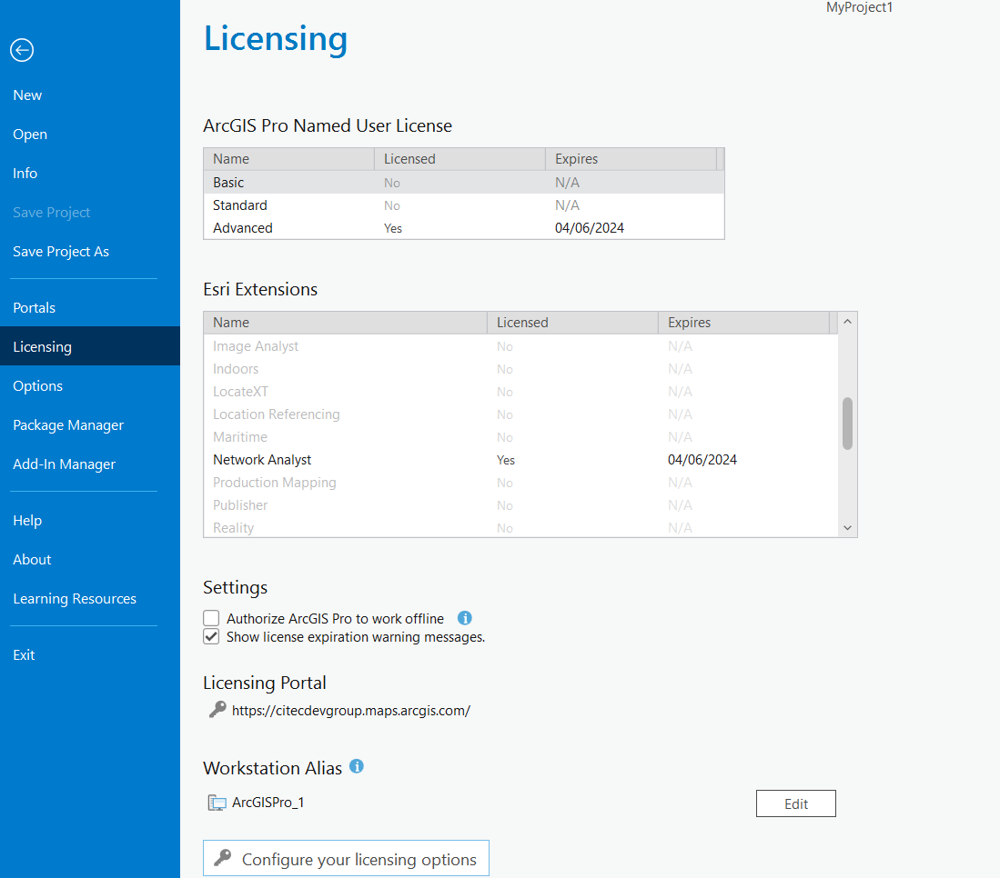 MyProject1
Licensing
New
Open
Info
Save Project
Save Project As
Portals
Licensing
Options
Package Manager
Add-In Manager
Help
About
Learning Resources
Exit
ArcGIS Pro Named User License
Name Licensed Expires
Basic No N/A
Standard No N/A
Advanced Yes 04/06/2024
Esri Extensions
Name Licensed Expires
Image Analyst No N/A
Indoors No N/A
LocateXT No N/A
Location Referencing No N/A
Maritime No N/A
Network Analyst Yes 04/06/2024
Production Mapping No N/A
Publisher No N/A
Reality No N/A
Settings
Authorize ArcGIS Pro to work offline
Show license expiration warning messages.
Licensing Portal
https://citecdevgroup.maps.arcgis.com/
Workstation Alias
ArcGISPro_1
Edit
Configure your licensing options